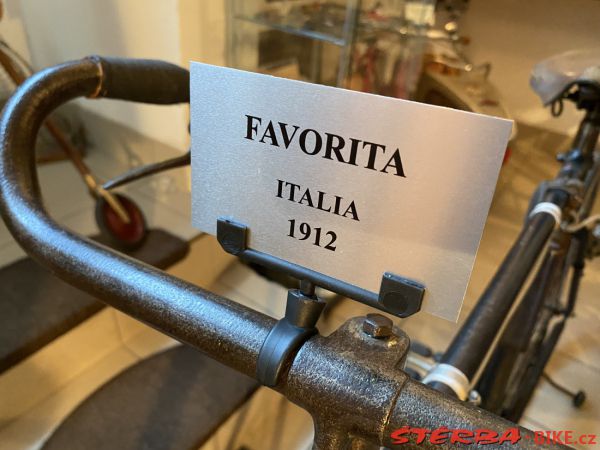 FAVORITA
ITALIA
1912
STERBA-BIKE.cz